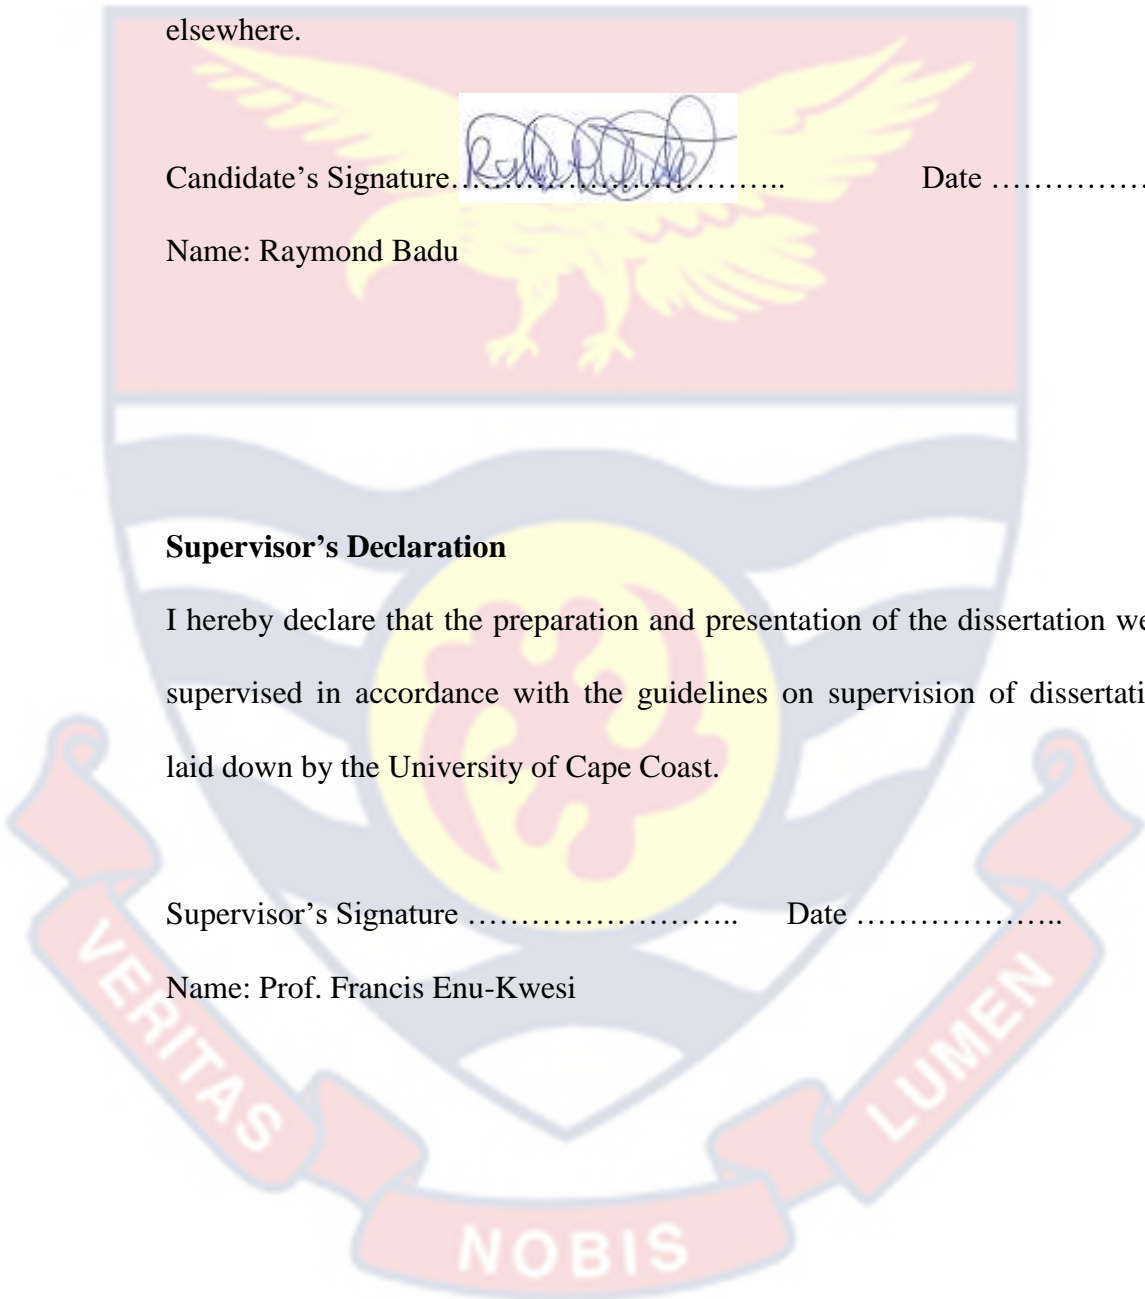 elsewhere.
Candidate’s Signature…………………………….. Date ……………
Name: Raymond Badu
Supervisor’s Declaration
I hereby declare that the preparation and presentation of the dissertation we
supervised in accordance with the guidelines on supervision of dissertati
laid down by the University of Cape Coast.
Supervisor’s Signature …………………….. Date ………………..
Name: Prof. Francis Enu-Kwesi
VERITAS
NOBIS
LUMEN